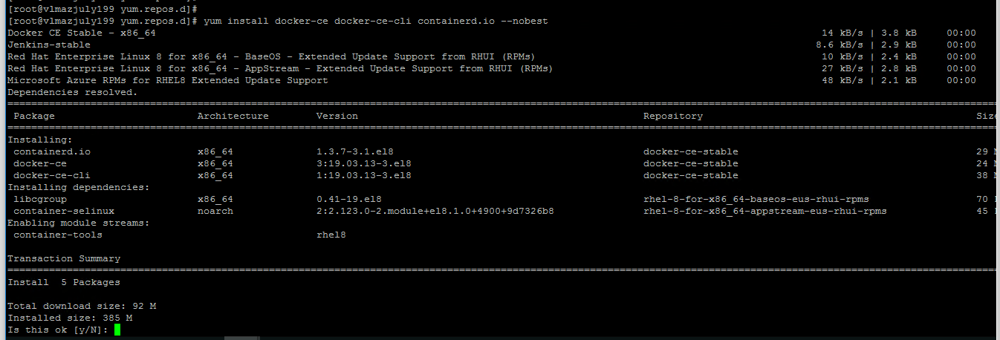 [root@vlmazjuly199 yum.repos.d]#
[root@vlmazjuly199 yum.repos.d]#
[root@vlmazjuly199 yum.repos.d]# yum install docker-ce docker-ce-cli containerd.io --nobest
Docker CE Stable - x86_64 14 kB/s | 3.8 kB 00:00
Jenkins-stable 8.6 kB/s | 2.9 kB 00:00
Red Hat Enterprise Linux 8 for x86_64 - BaseOS - Extended Update Support from RHUI (RPMs) 10 kB/s | 2.4 kB 00:00
Red Hat Enterprise Linux 8 for x86_64 - AppStream - Extended Update Support from RHUI (RPMs) 27 kB/s | 2.8 kB 00:00
Microsoft Azure RPMs for RHEL8 Extended Update Support 48 kB/s | 2.1 kB 00:00
Dependencies resolved.
Package Architecture Version Repository Size
Installing:
containerd.io x86_64 1.3.7-3.1.el8 docker-ce-stable 29 M
docker-ce x86_64 3:19.03.13-3.el8 docker-ce-stable 24 M
docker-ce-cli x86_64 1:19.03.13-3.el8 docker-ce-stable 38 M
Installing dependencies:
libcgroup x86_64 0.41-19.el8 rhel-8-for-x86_64-baseos-eus-rhui-rpms 70
container-selinux noarch 2:2.123.0-2.module+el8.1.0+4900+9d7326b8 rhel-8-for-x86_64-appstream-eus-rhui-rpms 45
Enabling module streams:
container-tools rhel8
Transaction Summary
Install 5 Packages
Total download size: 92 M
Installed size: 385 M
Is this ok [y/N]: